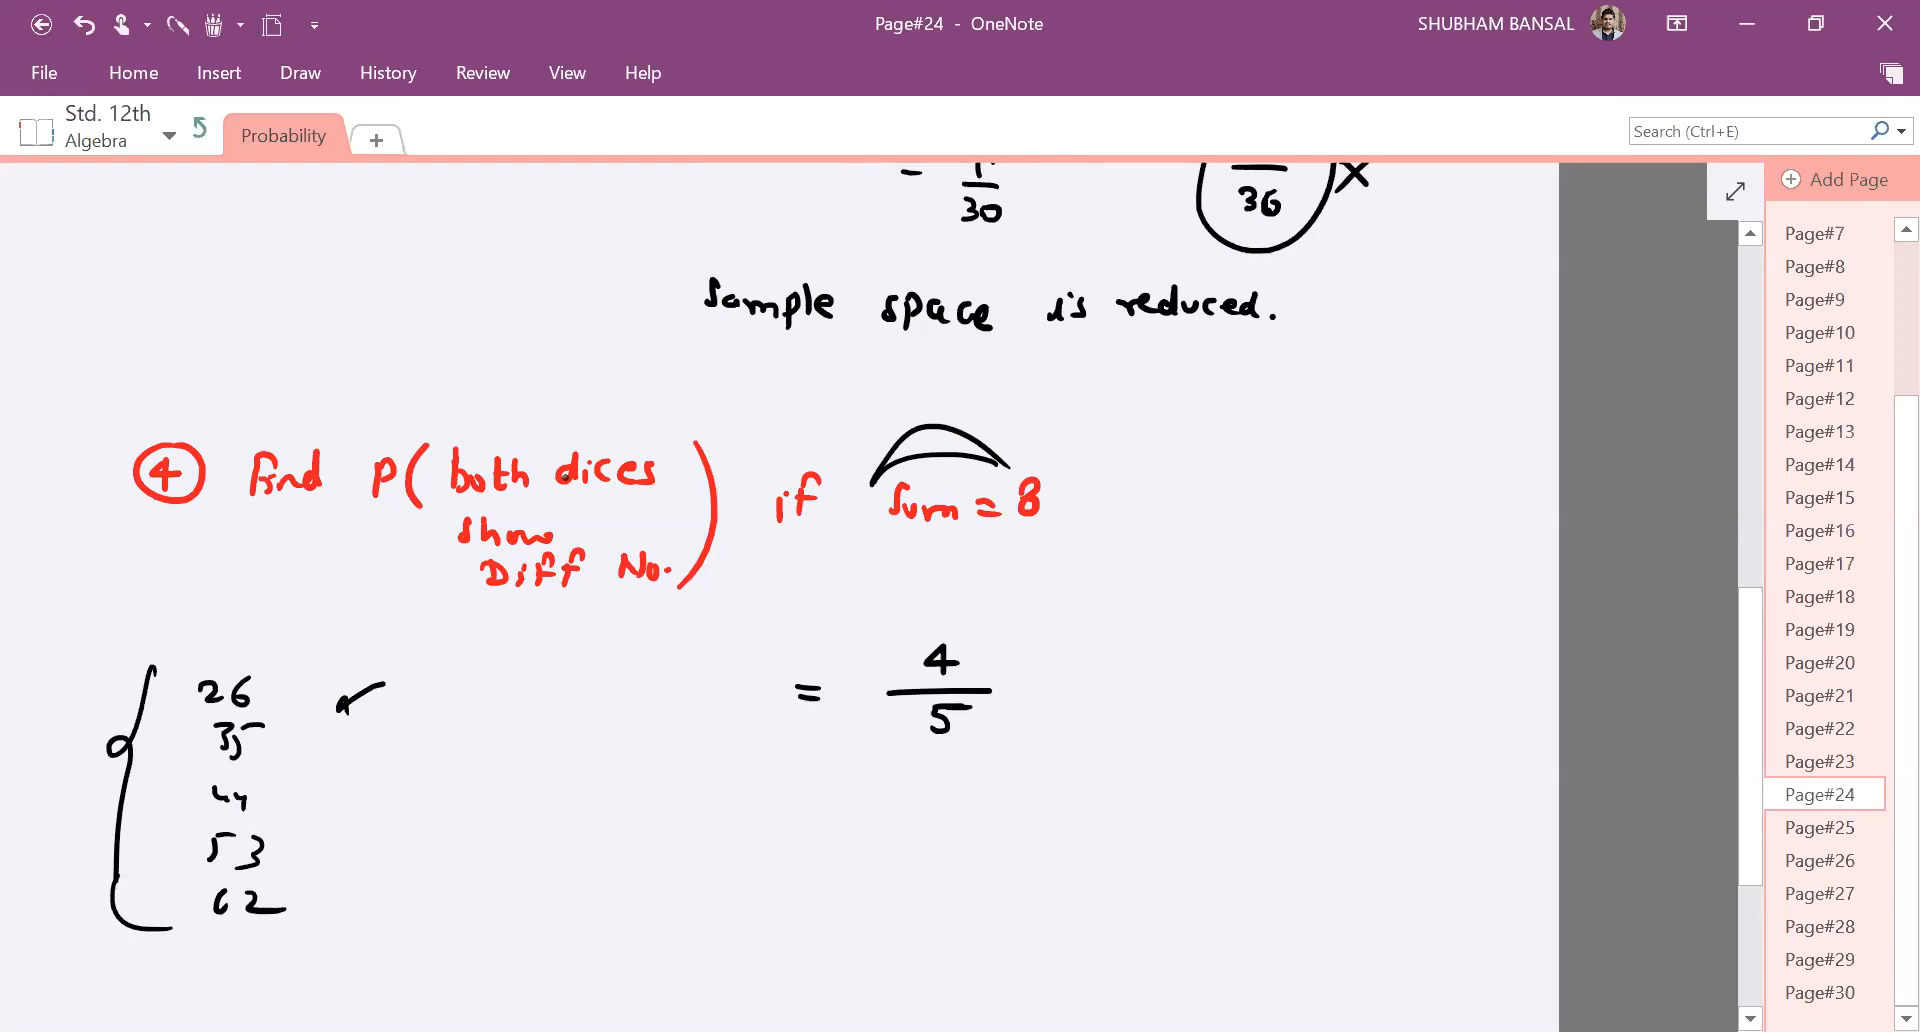 Page#24 - OneNote
SHUBHAM BANSAL
File Home Insert Draw History Review View Help
Std. 12th
Algebra
Probability
Search (Ctrl+E)
Add Page
- 1/30
36 X
Sample space is reduced.
4 Find P( both dices
show
Diff No. ) if Sum = 8
= 4/5
26
35
44
53
62
Page#7
Page#8
Page#9
Page#10
Page#11
Page#12
Page#13
Page#14
Page#15
Page#16
Page#17
Page#18
Page#19
Page#20
Page#21
Page#22
Page#23
Page#24
Page#25
Page#26
Page#27
Page#28
Page#29
Page#30